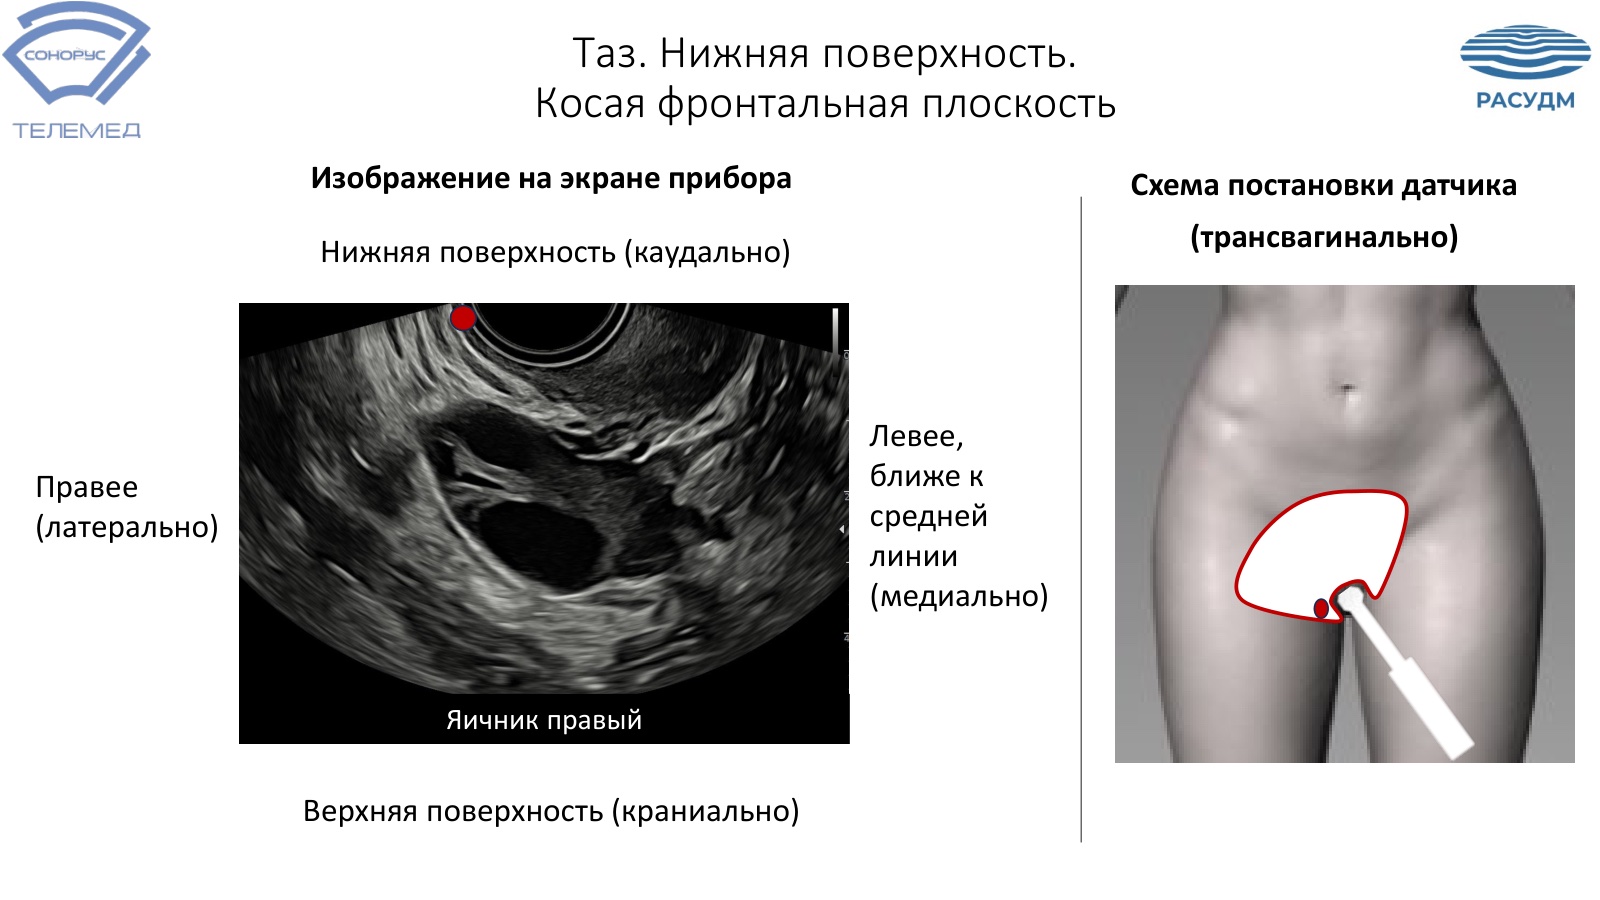 СОНОРУС
ТЕЛЕМЕД
Таз. Нижняя поверхность.
Косая фронтальная плоскость
РАСУДМ
Изображение на экране прибора
Нижняя поверхность (каудально)
Правее
(латерально)
Левее,
ближе к
средней
линии
(медиально)
Яичник правый
Верхняя поверхность (краниально)
Схема постановки датчика
(трансвагинально)